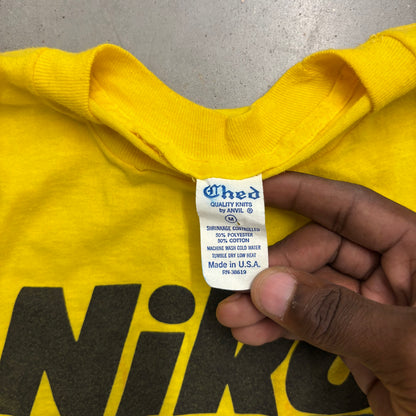 Ched
QUALITY KNITS
by ANVIL ®
M
SHRINKAGE CONTROLLED
50% POLYESTER
50% COTTON
MACHINE WASH COLD WATER
TUMBLE DRY LOW HEAT
Made in U.S.A.
RN-38619
Nike